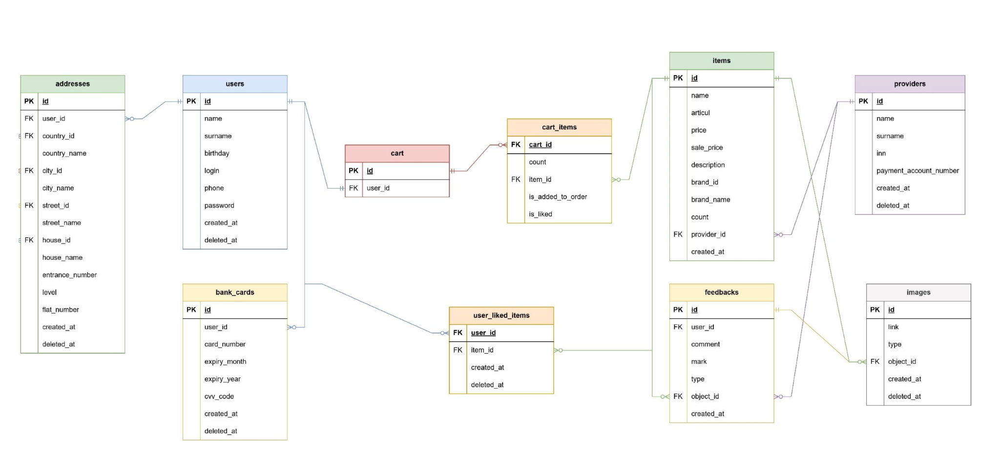 addresses
PK id
FK user_id
FK country_id
country_name
FK city_id
city_name
FK street_id
street_name
FK house_id
house_name
entrance_number
level
flat_number
created_at
deleted_at
users
PK id
name
surname
birthday
login
phone
password
created_at
deleted_at
bank_cards
PK id
user_id
card_number
expiry_month
expiry_year
cvv_code
created_at
deleted_at
cart
PK id
FK user_id
cart_items
FK cart_id
count
FK item_id
is_added_to_order
is_liked
user_liked_items
FK user_id
FK item_id
created_at
deleted_at
items
PK id
name
articul
price
sale_price
description
brand_id
brand_name
count
FK provider_id
created_at
feedbacks
PK id
FK user_id
comment
mark
type
FK object_id
created_at
providers
PK id
name
surname
inn
payment_account_number
created_at
deleted_at
images
PK id
link
type
FK object_id
created_at
deleted_at